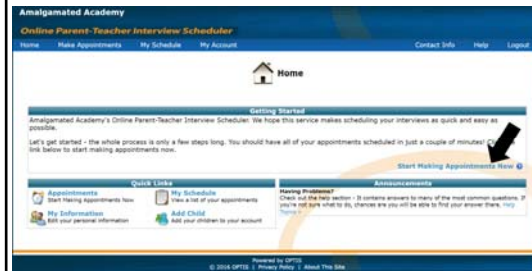 Amalgamated Academy
Online Parent-Teacher Interview Scheduler
Home Make Appointments My Schedule My Account Contact Info Help Logout
Home
Getting Started
Amalgamated Academy's Online Parent-Teacher Interview Scheduler. We hope this service makes scheduling your interviews as quick and easy as
possible.
Let's get started - the whole process is only a few steps long. You should have all of your appointments scheduled in just a couple of minutes!
link below to start making appointments now.
Start Making Appointments Now
Quick Links
Appointments
Start Making Appointments Now
My Schedule
View a list of your appointments
My Information
Edit your personal information
Add Child
Add your children to your account
Announcements
Having Problems?
Check out the help section - It contains answers to many of the most common questions. If
you're not sure what to do, chances are you will be able to find your answer there. Help
Topics »
Powered by OPTIS
© 2016 OPTIS | Privacy Policy | About This Site